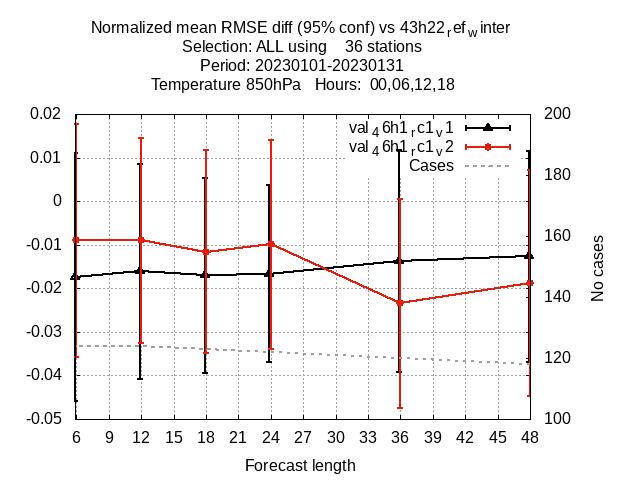 Normalized mean RMSE diff (95% conf) vs 43h22refwinter
Selection: ALL using 36 stations
Period: 20230101-20230131
Temperature 850hPa Hours: 00,06,12,18
0.02
0.01
0
-0.01
-0.02
-0.03
-0.04
-0.05
val46h1rc1v1
val46h1rc1v2
Cases
200
180
160
140
120
100
No cases
6 9 12 15 18 21 24 27 30 33 36 39 42 45 48
Forecast length